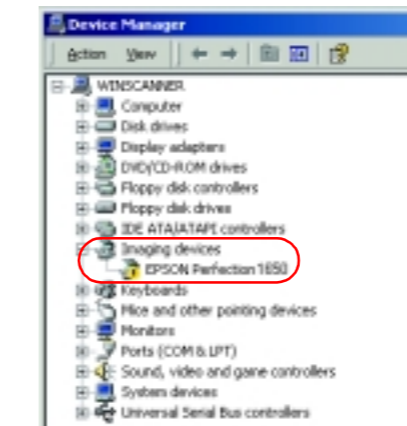 Device Manager
Action View
WINSCANNER
Computer
Disk drives
Display adapters
DVD/CD-ROM drives
Floppy disk controllers
Floppy disk drives
IDE ATA/ATAPI controllers
Imaging devices
EPSON Perfection 1650
Keyboards
Mice and other pointing devices
Monitors
Ports (COM & LPT)
Sound, video and game controllers
System devices
Universal Serial Bus controllers